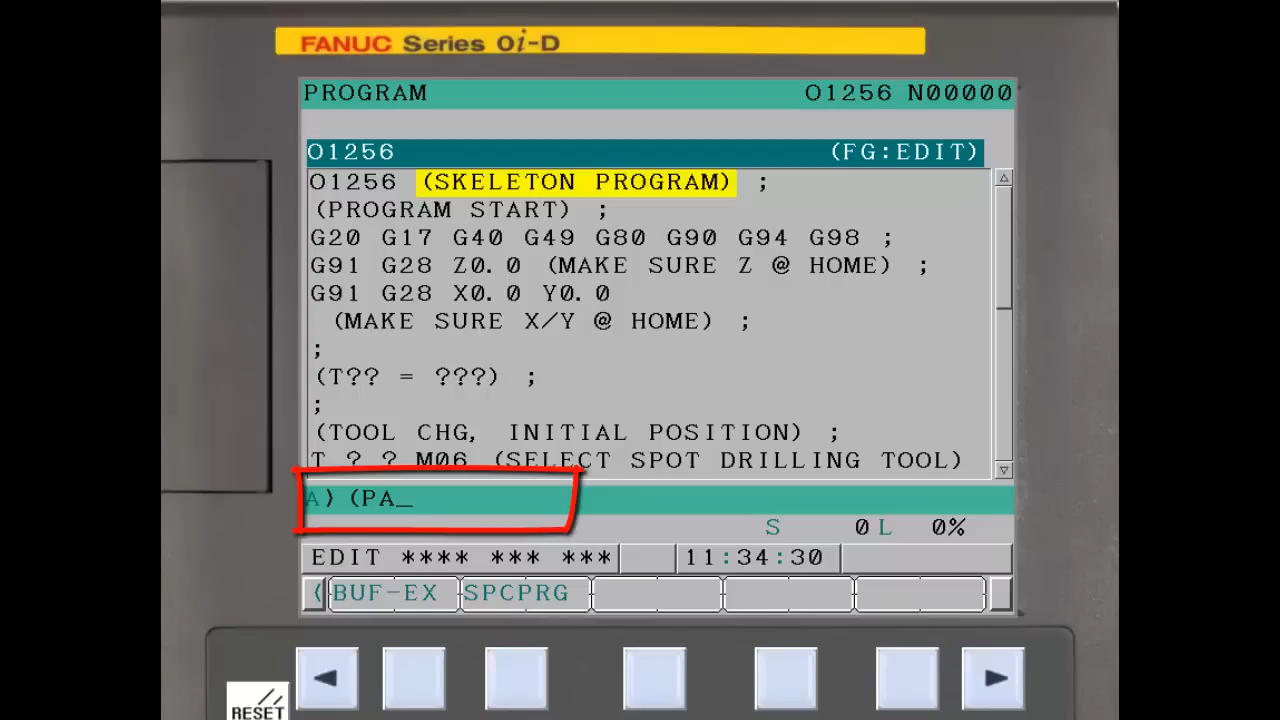 FANUC Series 0i-D
PROGRAM O1256 N00000
O1256 (FG:EDIT)
O1256 (SKELETON PROGRAM) ;
(PROGRAM START) ;
G20 G17 G40 G49 G80 G90 G94 G98 ;
G91 G28 Z0.0 (MAKE SURE Z @ HOME) ;
G91 G28 X0.0 Y0.0
(MAKE SURE X/Y @ HOME) ;
;
(T?? = ???) ;
;
(TOOL CHG, INITIAL POSITION) ;
T ? ? M06 (SELECT SPOT DRILLING TOOL)
A) (PA_
S 0 L 0%
EDIT **** *** *** 11:34:30
( BUF-EX SPCPRG
RESET